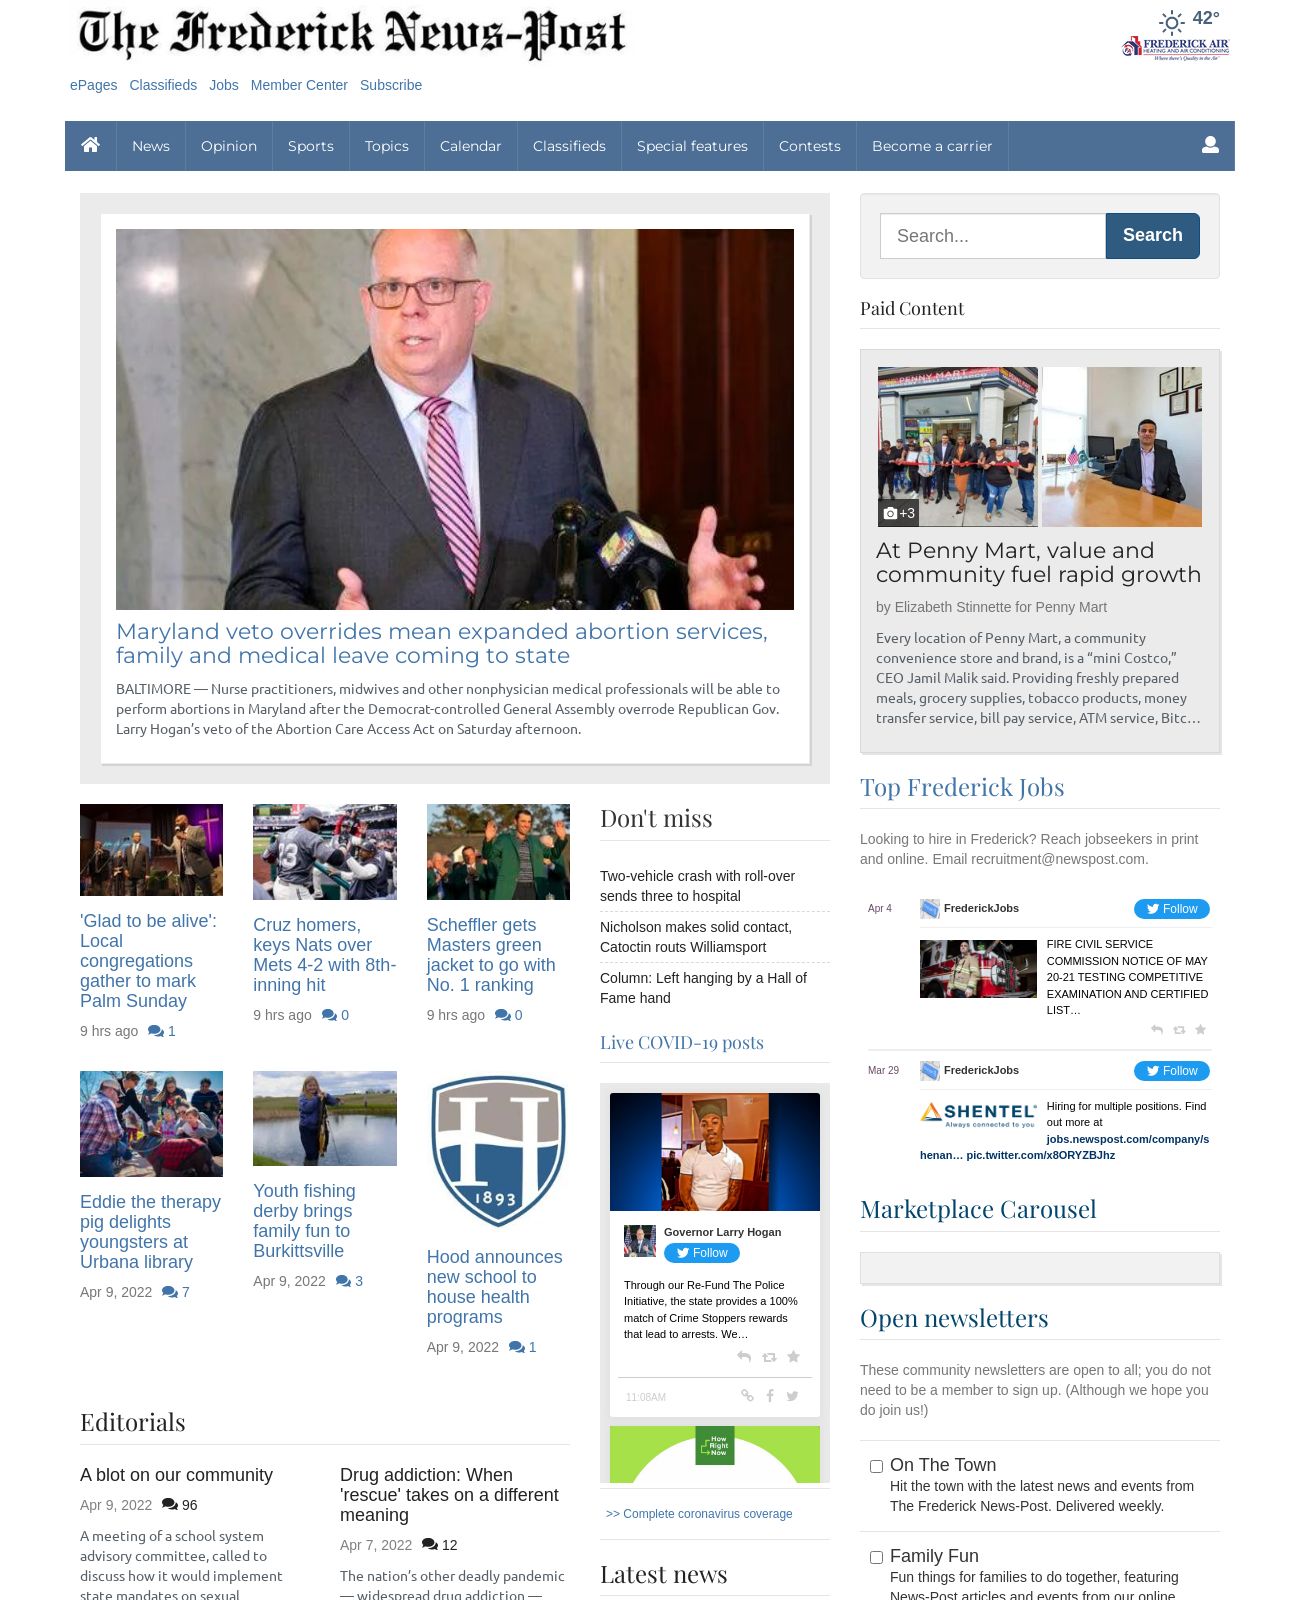 The Frederick News-Post
42°
FREDERICK AIR
HEATING AND AIR CONDITIONING
Where there's Quality in the Air
ePages Classifieds Jobs Member Center Subscribe
News Opinion Sports Topics Calendar Classifieds Special features Contests Become a carrier
Maryland veto overrides mean expanded abortion services,
family and medical leave coming to state
BALTIMORE — Nurse practitioners, midwives and other nonphysician medical professionals will be able to
perform abortions in Maryland after the Democrat-controlled General Assembly overrode Republican Gov.
Larry Hogan’s veto of the Abortion Care Access Act on Saturday afternoon.
'Glad to be alive':
Local
congregations
gather to mark
Palm Sunday
9 hrs ago 1
23
Cruz homers,
keys Nats over
Mets 4-2 with 8th-
inning hit
9 hrs ago 0
Scheffler gets
Masters green
jacket to go with
No. 1 ranking
9 hrs ago 0
Eddie the therapy
pig delights
youngsters at
Urbana library
Apr 9, 2022 7
Youth fishing
derby brings
family fun to
Burkittsville
Apr 9, 2022 3
H
1893
Hood announces
new school to
house health
programs
Apr 9, 2022 1
Editorials
A blot on our community
Apr 9, 2022 96
A meeting of a school system
advisory committee, called to
discuss how it would implement
state mandates on sexual
Drug addiction: When
'rescue' takes on a different
meaning
Apr 7, 2022 12
The nation’s other deadly pandemic
— widespread drug addiction —
Don't miss
Two-vehicle crash with roll-over
sends three to hospital
Nicholson makes solid contact,
Catoctin routs Williamsport
Column: Left hanging by a Hall of
Fame hand
Live COVID-19 posts
Governor Larry Hogan
Follow
Through our Re-Fund The Police
Initiative, the state provides a 100%
match of Crime Stoppers rewards
that lead to arrests. We…
11:08AM
How
Right
Now
>> Complete coronavirus coverage
Latest news
Search...
Search
Paid Content
PENNY MART
+3
At Penny Mart, value and
community fuel rapid growth
by Elizabeth Stinnette for Penny Mart
Every location of Penny Mart, a community
convenience store and brand, is a “mini Costco,”
CEO Jamil Malik said. Providing freshly prepared
meals, grocery supplies, tobacco products, money
transfer service, bill pay service, ATM service, Bitc…
Top Frederick Jobs
Looking to hire in Frederick? Reach jobseekers in print
and online. Email recruitment@newspost.com.
Apr 4
FrederickJobs
Follow
FIRE CIVIL SERVICE
COMMISSION NOTICE OF MAY
20-21 TESTING COMPETITIVE
EXAMINATION AND CERTIFIED
LIST…
Mar 29
FrederickJobs
Follow
SHENTEL
Always connected to you
Hiring for multiple positions. Find
out more at
jobs.newspost.com/company/s
henan… pic.twitter.com/x8ORYZBJhz
Marketplace Carousel
Open newsletters
These community newsletters are open to all; you do not
need to be a member to sign up. (Although we hope you
do join us!)
On The Town
Hit the town with the latest news and events from
The Frederick News-Post. Delivered weekly.
Family Fun
Fun things for families to do together, featuring
News-Post articles and events from our online